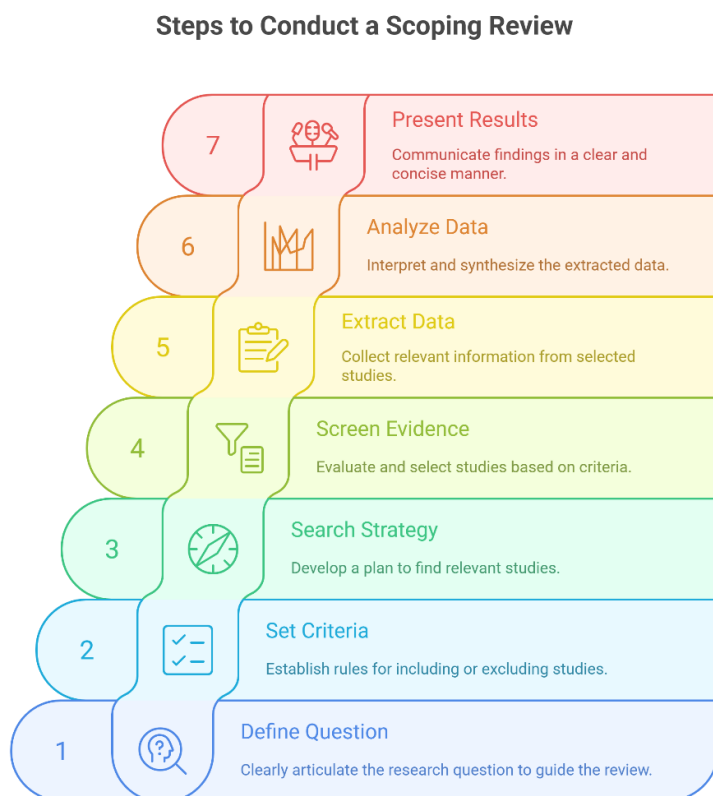 Steps to Conduct a Scoping Review
7
Present Results
Communicate findings in a clear and
concise manner.
6
Analyze Data
Interpret and synthesize the extracted data.
5
Extract Data
Collect relevant information from selected
studies.
4
Screen Evidence
Evaluate and select studies based on criteria.
3
Search Strategy
Develop a plan to find relevant studies.
2
Set Criteria
Establish rules for including or excluding studies.
1
Define Question
Clearly articulate the research question to guide the review.